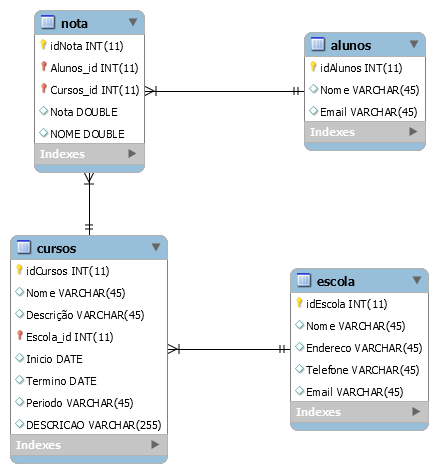 nota
idNota INT(11)
Alunos_id INT(11)
Cursos_id INT(11)
Nota DOUBLE
NOME DOUBLE
Indexes
alunos
idAlunos INT(11)
Nome VARCHAR(45)
Email VARCHAR(45)
Indexes
cursos
idCursos INT(11)
Nome VARCHAR(45)
Descrição VARCHAR(45)
Escola_id INT(11)
Inicio DATE
Termino DATE
Periodo VARCHAR(45)
DESCRICAO VARCHAR(255)
Indexes
escola
idEscola INT(11)
Nome VARCHAR(45)
Endereco VARCHAR(45)
Telefone VARCHAR(45)
Email VARCHAR(45)
Indexes